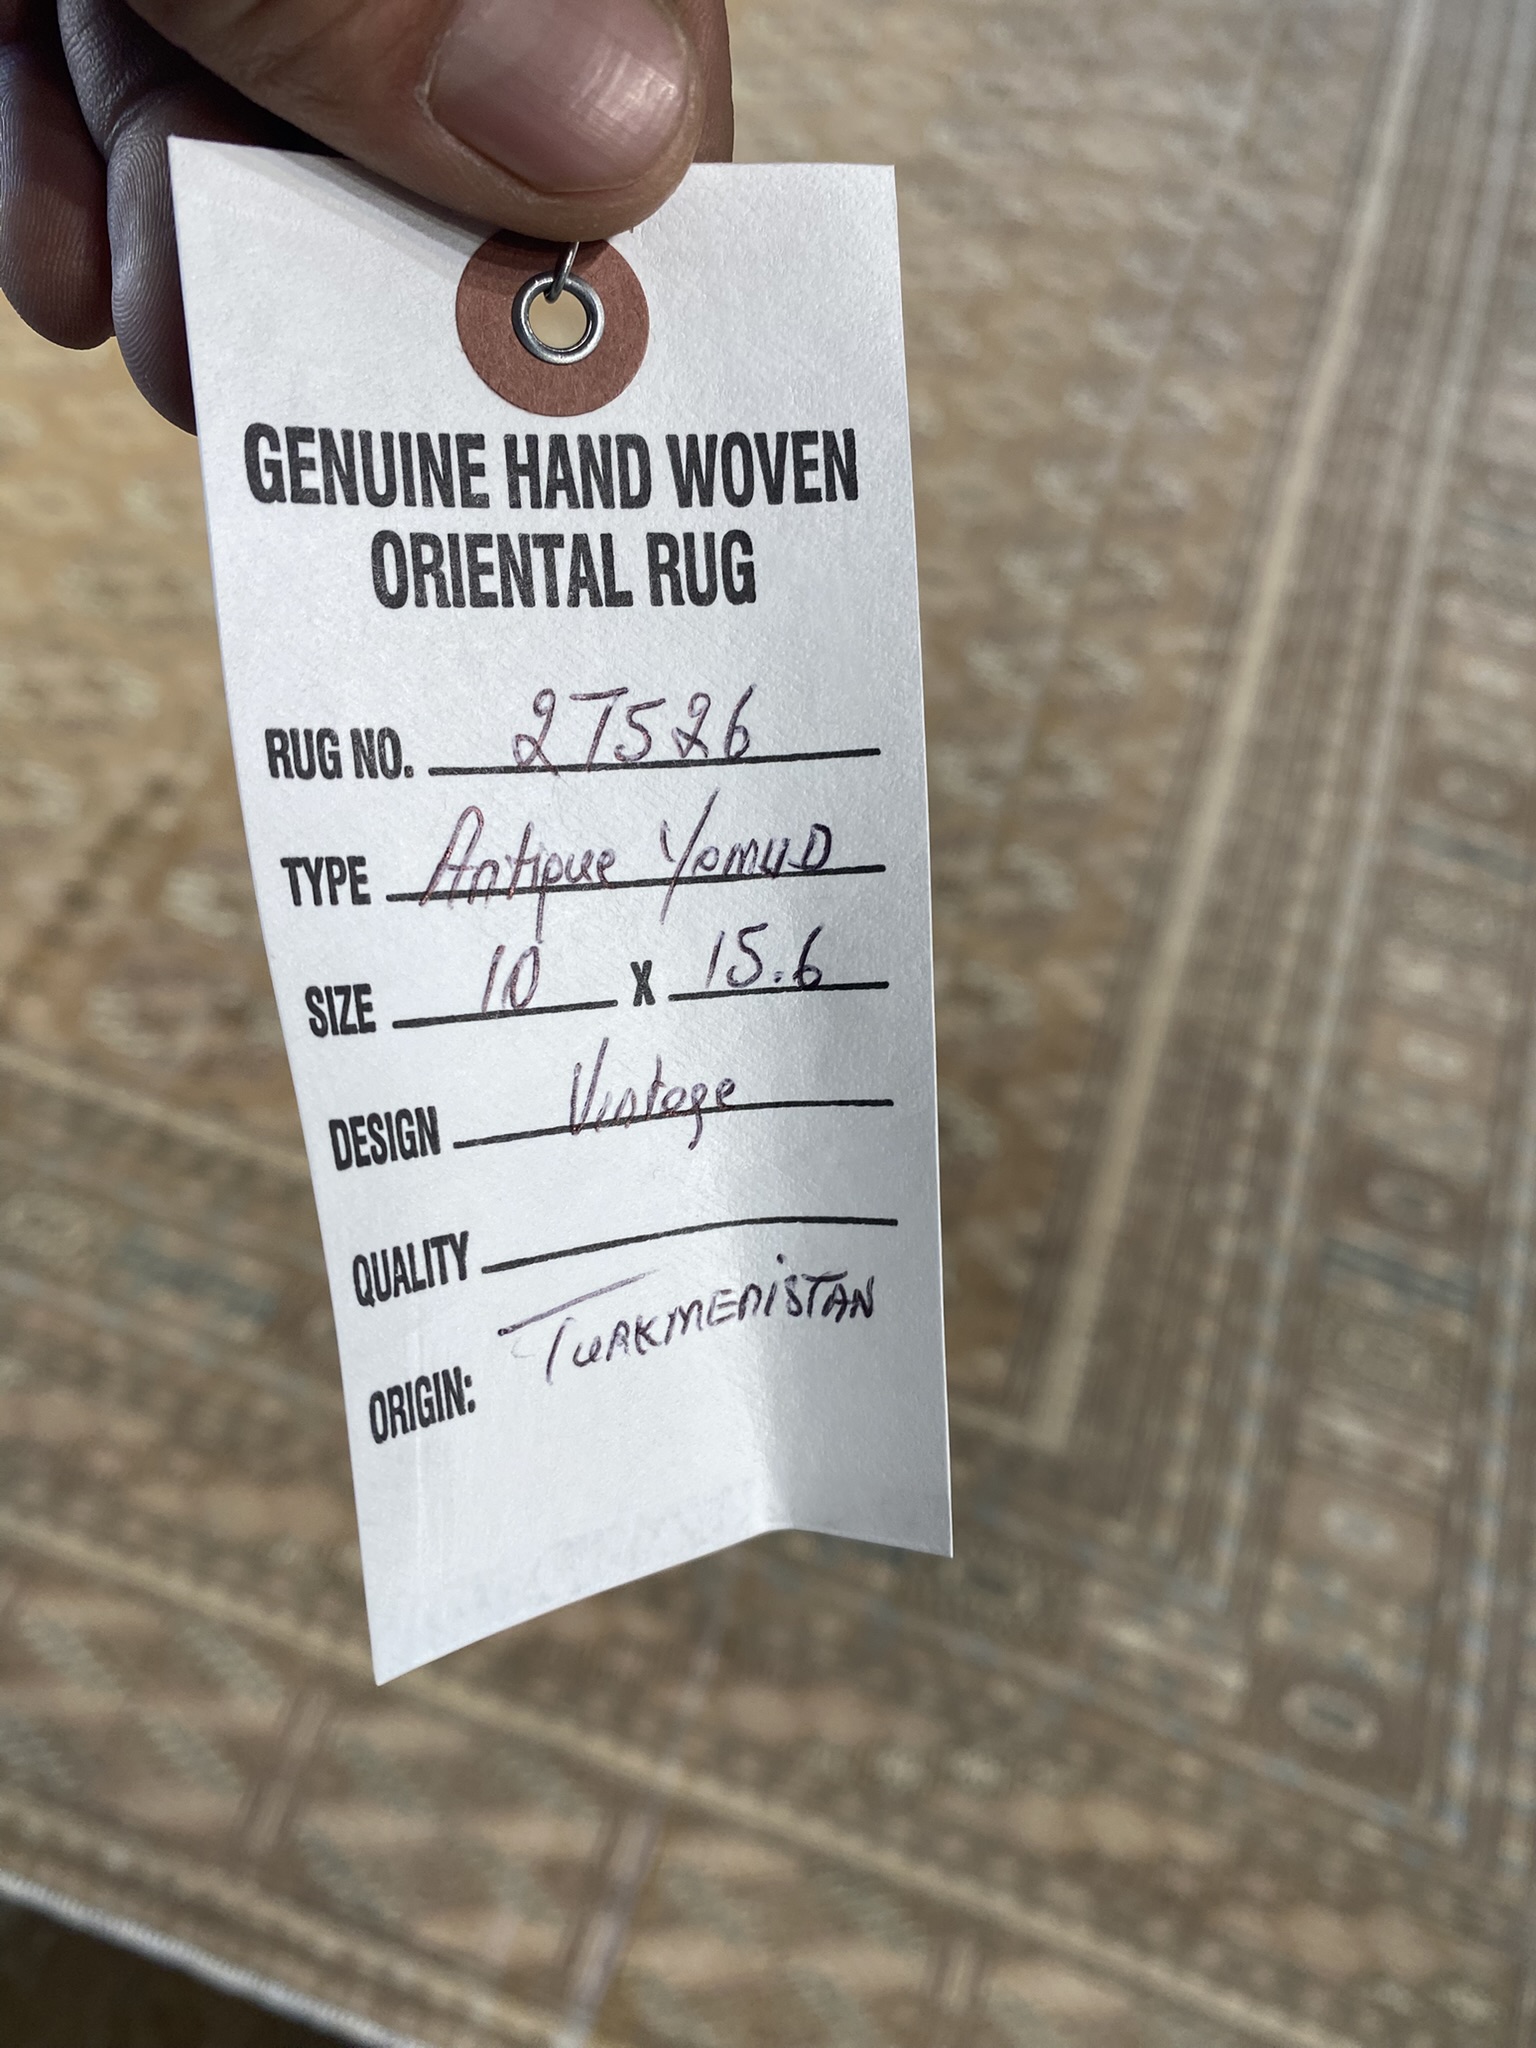 GENUINE HAND WOVEN
ORIENTAL RUG
RUG NO. 27526
TYPE Antique YomuD
SIZE 10 X 15.6
DESIGN Vintage
QUALITY
ORIGIN: TURKMENISTAN